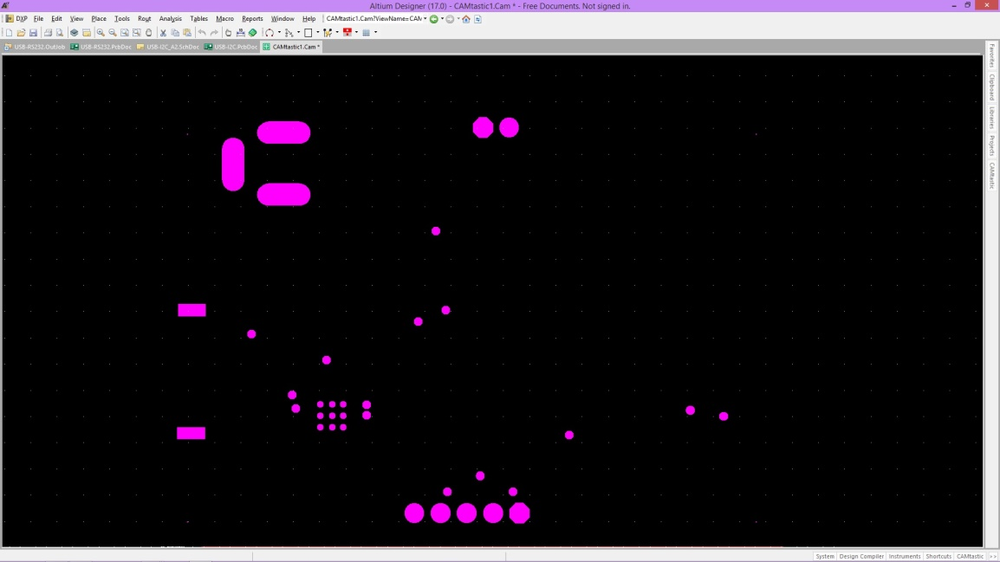 Altium Designer (17.0) - CAMtastic1.Cam * - Free Documents. Not signed in.
DXP File Edit View Place Tools Rout Analysis Tables Macro Reports Window Help CAMtastic1.Cam?ViewName=CAM
USB-RS232.OutJob USB-RS232.PcbDoc USB-I2C_A2.SchDoc USB-I2C.PcbDoc CAMtastic1.Cam *
Favorites
Clipboard
Libraries
Projects
CAMtastic
System Design Compiler Instruments Shortcuts CAMtastic >>